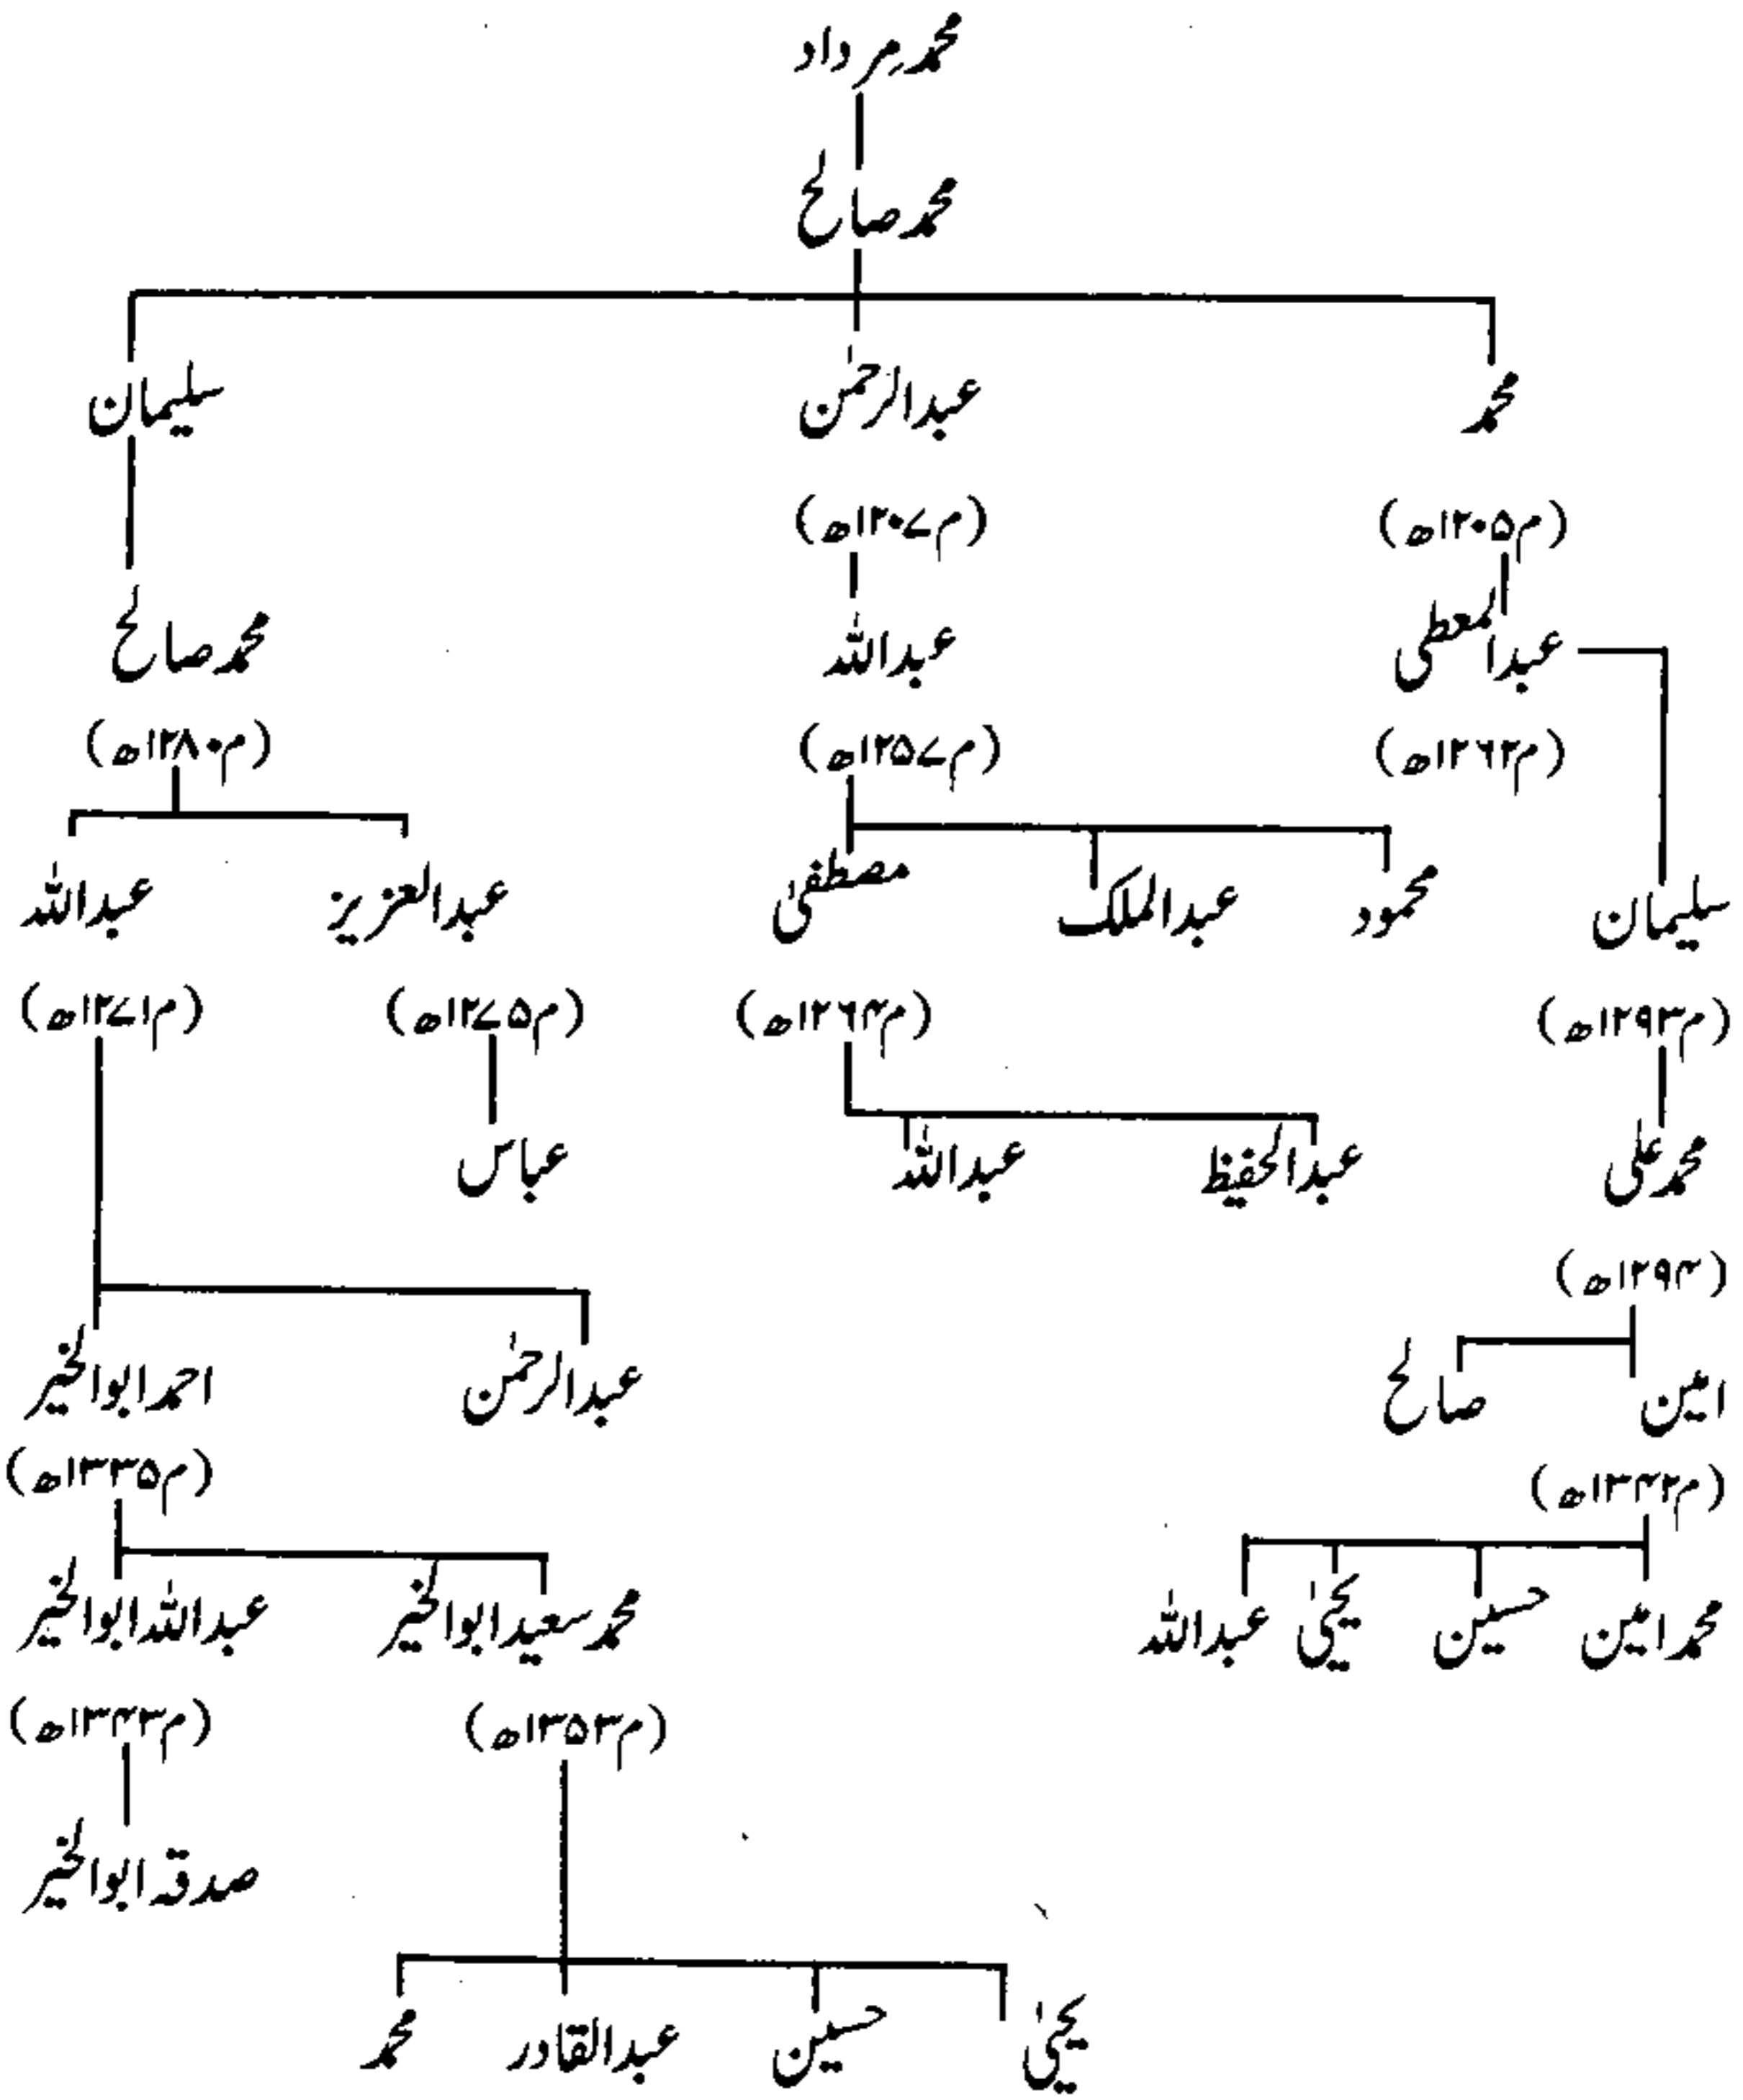 محمد مرداد
محمد صالح
محمد عبدالرحمٰن سلیمان
(م۱۲۰۵ھ) (م۱۲۰۷ھ)
عبدالمعطی عبداللہ محمد صالح
(م۱۲۶۲ھ) (م۱۲۵۷ھ) (م۱۲۸۰ھ)
سلیمان محمود عبدالملک مصطفیٰ عبدالعزیز عبداللہ
(م۱۲۹۳ھ) (م۱۲۶۴ھ) (م۱۲۷۵ھ) (م۱۲۷۱ھ)
محمد علی عبدالحفیظ عبداللہ عباس
(۱۲۹۴ھ)
امین صالح عبدالرحمٰن احمد ابوالخیر
(م۱۳۴۲ھ) (م۱۳۳۵ھ)
محمد امین حسین یحیٰی عبداللہ محمد سعید ابوالخیر عبداللہ ابوالخیر
(م۱۳۵۳ھ) (م۱۳۴۳ھ)
صدقہ ابوالخیر
یحیٰی حسین عبدالقادر محمد